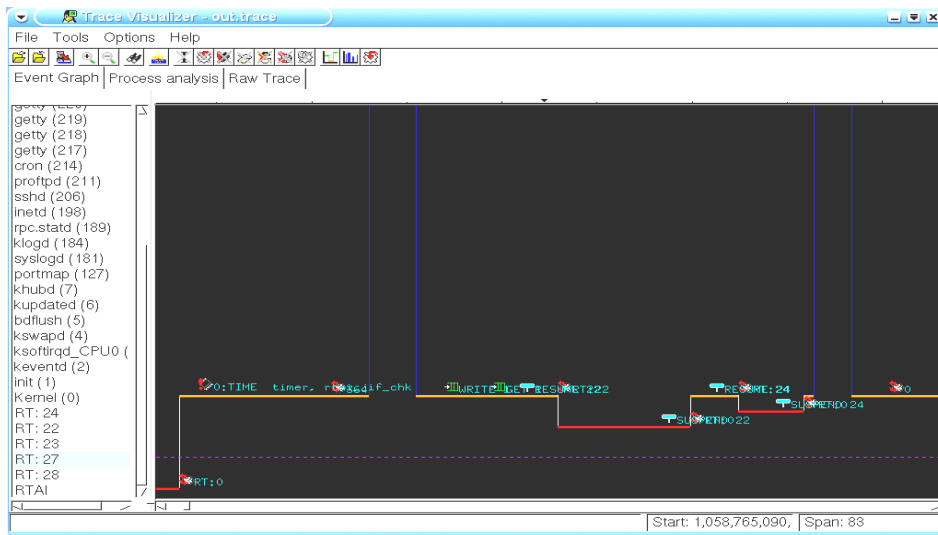 Trace Visualizer - out.trace
File Tools Options Help
Event Graph Process analysis Raw Trace
getty (219)
getty (218)
getty (217)
cron (214)
proftpd (211)
sshd (206)
inetd (198)
rpc.statd (189)
klogd (184)
syslogd (181)
portmap (127)
khubd (7)
kupdated (6)
bdflush (5)
kswapd (4)
ksoftirqd_CPU0 (
keventd (2)
init (1)
Kernel (0)
RT: 24
RT: 22
RT: 23
RT: 27
RT: 28
RTAI
0:TIME timer, if_chk
WRITE
24
24
22
0
RT:0
Start: 1,058,765,090, Span: 83